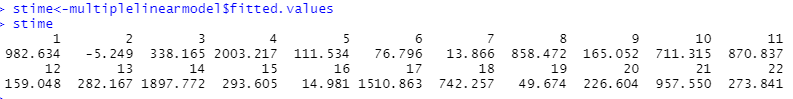 > stime<-multiplelinearmodel$fitted.values
> stime
1 2 3 4 5 6 7 8 9 10 11
982.634 -5.249 338.165 2003.217 111.534 76.796 13.866 858.472 165.052 711.315 870.837
12 13 14 15 16 17 18 19 20 21 22
159.048 282.167 1897.772 293.605 14.981 1510.863 742.257 49.674 226.604 957.550 273.841